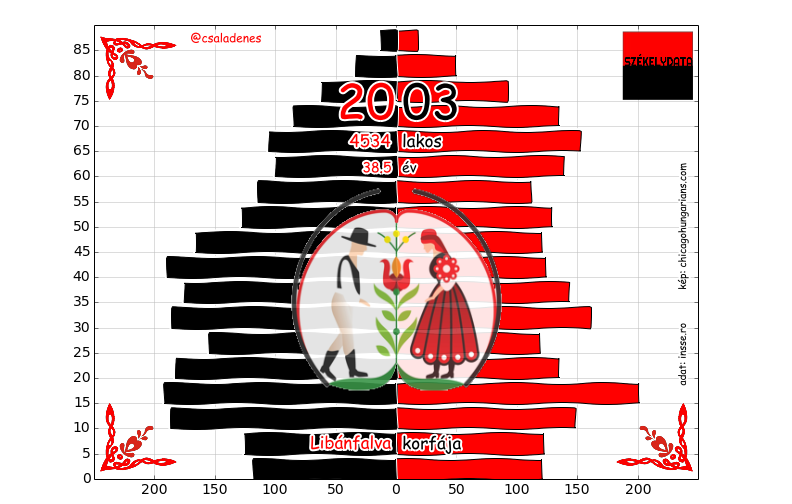 @csaladenes
SZÉKELYDATA
2003
4534 lakos
38.5 év
kép: chicagohungarians.com
adat: insse.ro
Libánfalva korfája
85
80
75
70
65
60
55
50
45
40
35
30
25
20
15
10
5
0
200 150 100 50 0 50 100 150 200